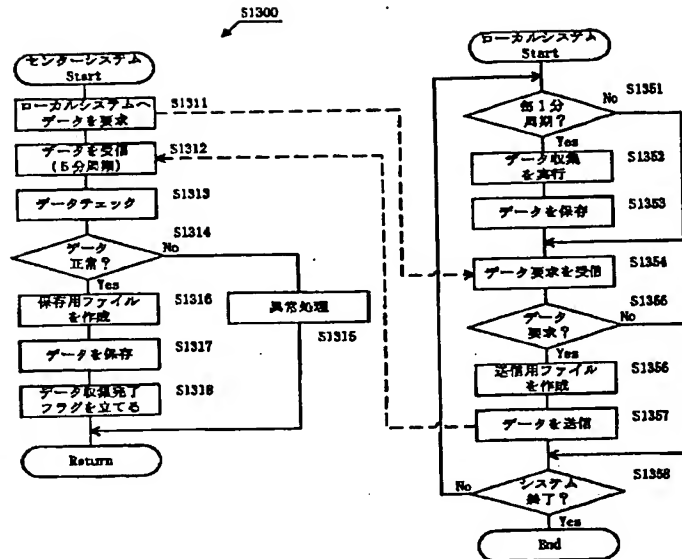 S1300
センターシステム
Start
ローカルシステムへ
データを要求
S1311
データを受信
(5分周期)
S1312
データチェック
S1313
データ
正常?
S1314
No
Yes
保存用ファイル
を作成
S1316
異常処理
S1315
データを保存
S1317
データ収集完了
フラグを立てる
S1318
Return
ローカルシステム
Start
毎1分
周期?
S1351
No
Yes
データ収集
を実行
S1352
データを保存
S1353
データ要求を受信
S1354
データ
要求?
S1355
No
Yes
送信用ファイル
を作成
S1356
データを送信
S1357
システム
終了?
S1358
No
Yes
End